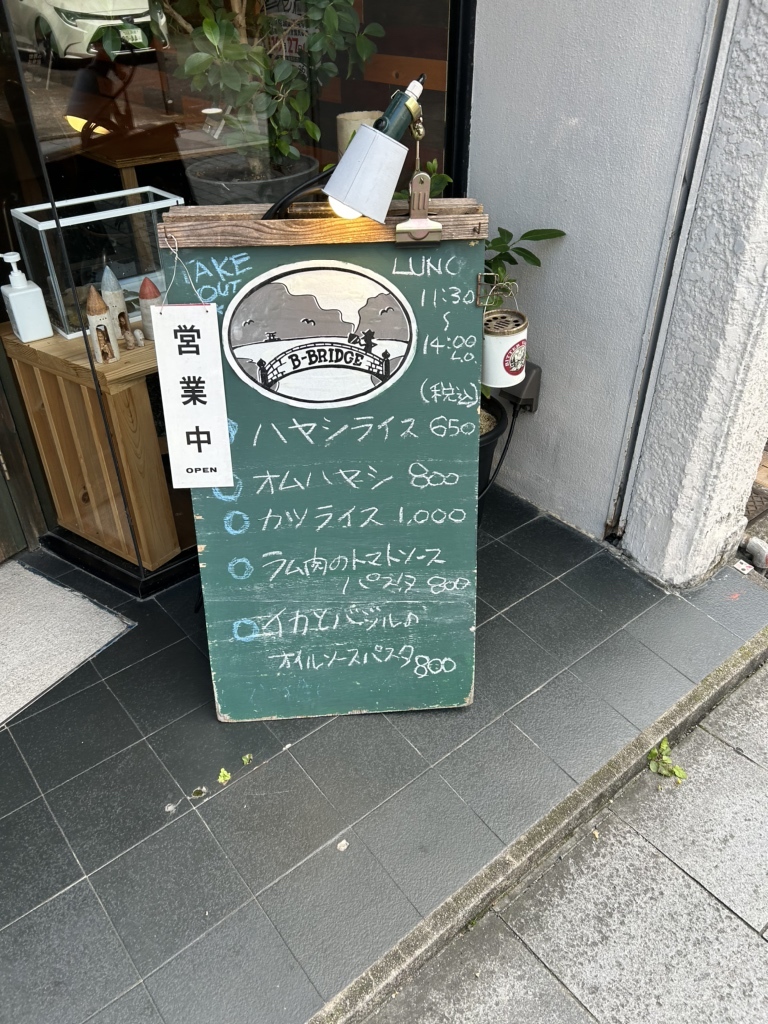 TAKE
OUT
LUNC
11:30
〜
14:00
L.O.
B-BRIDGE
(税込)
営業中
OPEN
ハヤシライス 650
オムハヤシ 800
カツライス 1,000
ラム肉のトマトソース
パスタ 800
イカとバジルの
オイルソースパスタ 800